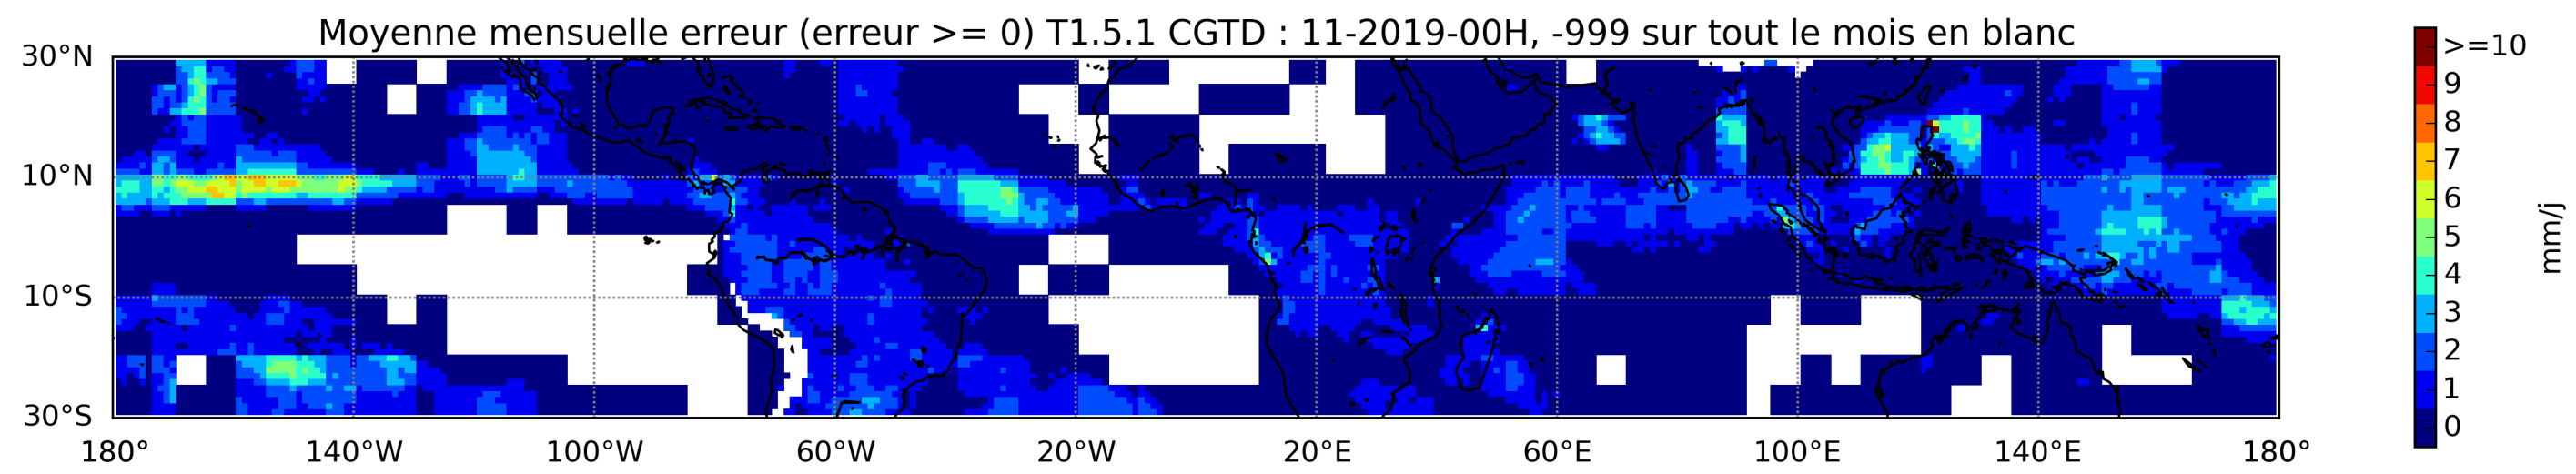 Moyenne mensuelle erreur (erreur >= 0) T1.5.1 CGTD : 11-2019-00H, -999 sur tout le mois en blanc
30°N
10°N
10°S
30°S
180° 140°W 100°W 60°W 20°W 20°E 60°E 100°E 140°E 180°
>=10
9
8
7
6
5
4
3
2
1
0
mm/j